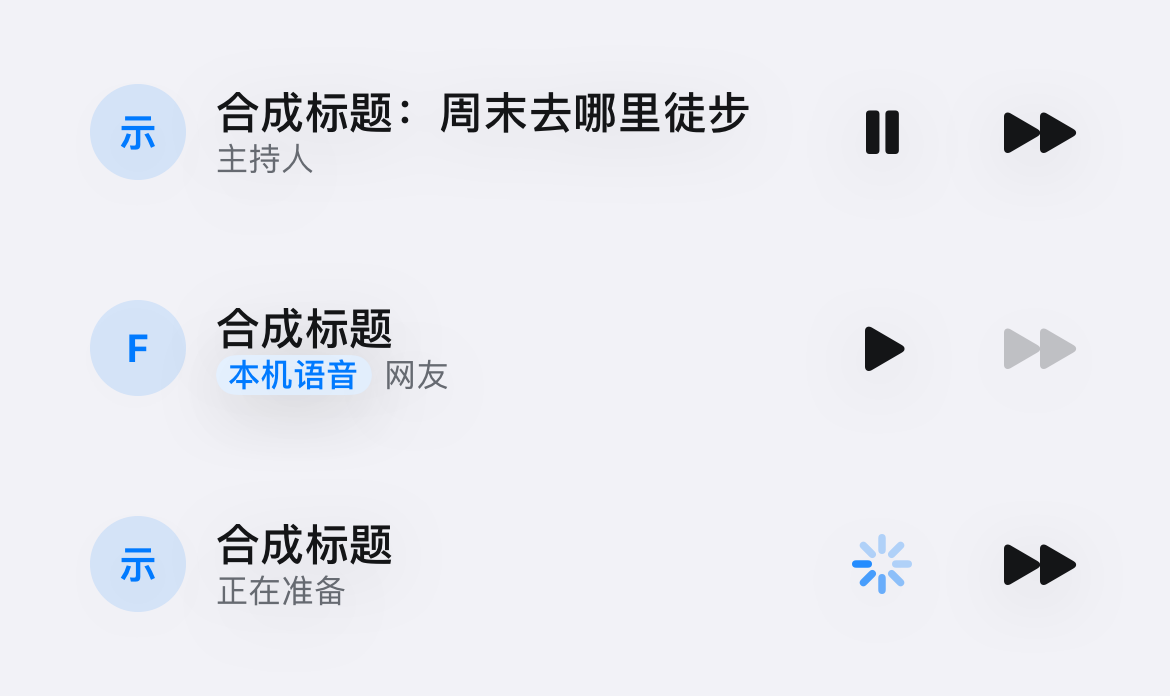 示
合成标题：周末去哪里徒步
主持人
F
合成标题
本机语音 网友
示
合成标题
正在准备